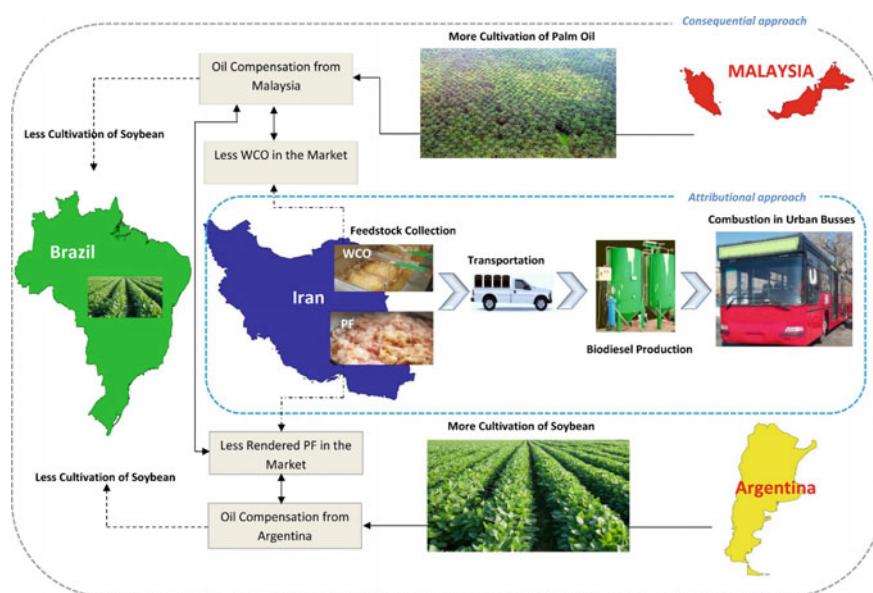 Consequential approach
More Cultivation of Palm Oil
Oil Compensation from
Malaysia
MALAYSIA
Less Cultivation of Soybean
Less WCO in the Market
Attributional approach
Combustion in Urban Busses
Feedstock Collection
Brazil
WCO
Transportation
Iran
PF
Biodiesel Production
More Cultivation of Soybean
Less Rendered PF in the
Market
Less Cultivation of Soybean
Oil Compensation from
Argentina
Argentina